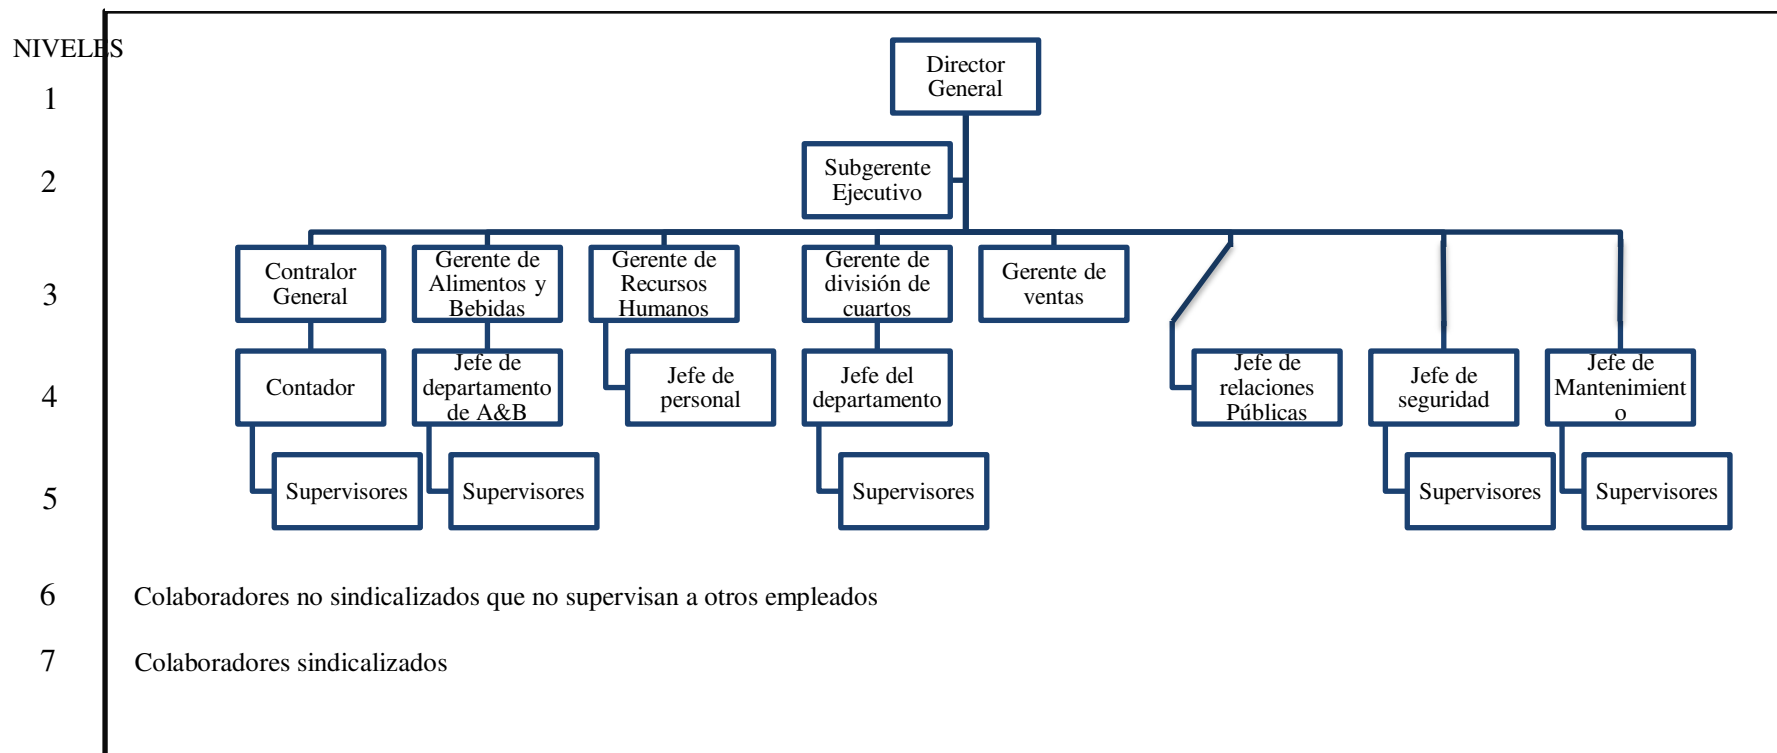 NIVELES
Director
General
1
Subgerente
Ejecutivo
2
Contralor
General
Gerente de
Alimentos y
Bebidas
Gerente de
Recursos
Humanos
Gerente de
división de
cuartos
Gerente de
ventas
3
Contador
Jefe de
departamento
de A&B
Jefe de
personal
Jefe del
departamento
Jefe de
relaciones
Públicas
Jefe de
seguridad
Jefe de
Mantenimient
o
4
Supervisores
Supervisores
Supervisores
Supervisores
Supervisores
5
6
Colaboradores no sindicalizados que no supervisan a otros empleados
7
Colaboradores sindicalizados